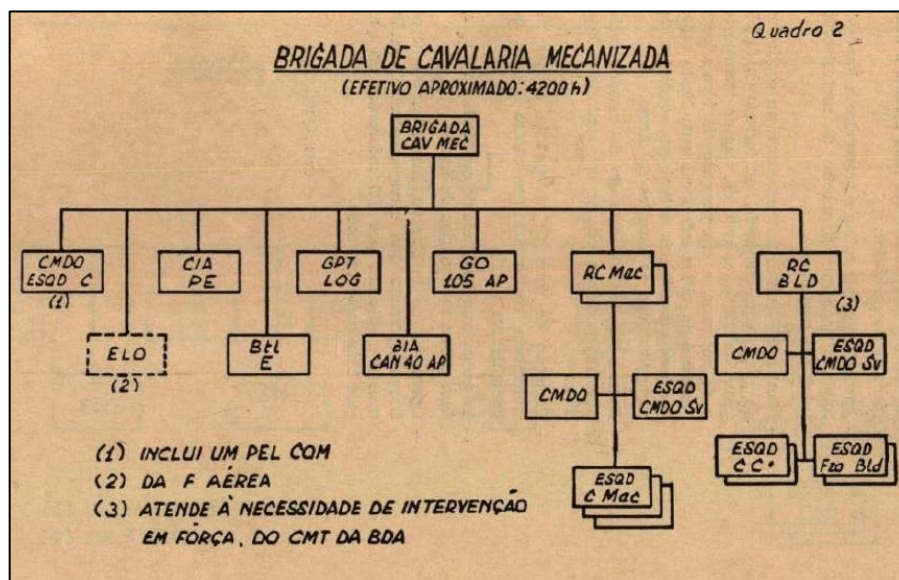 Quadro 2
BRIGADA DE CAVALARIA MECANIZADA
(EFETIVO APROXIMADO: 4200 h)
BRIGADA
CAV MEC
CMDO
ESQD C
(1)
CIA
PE
GPT
LOG
GO
105 AP
RC Mec
RC
BLD
(3)
ELO
(2)
Btl
E
BIA
CAN 40 AP
CMDO
ESQD
CMDO Sv
CMDO
ESQD
CMDO Sv
ESQD
C Mec
ESQD
C C
ESQD
Fzo Bld
(1) INCLUI UM PEL COM
(2) DA F AÉREA
(3) ATENDE À NECESSIDADE DE INTERVENÇÃO
EM FÔRÇA, DO CMT DA BDA